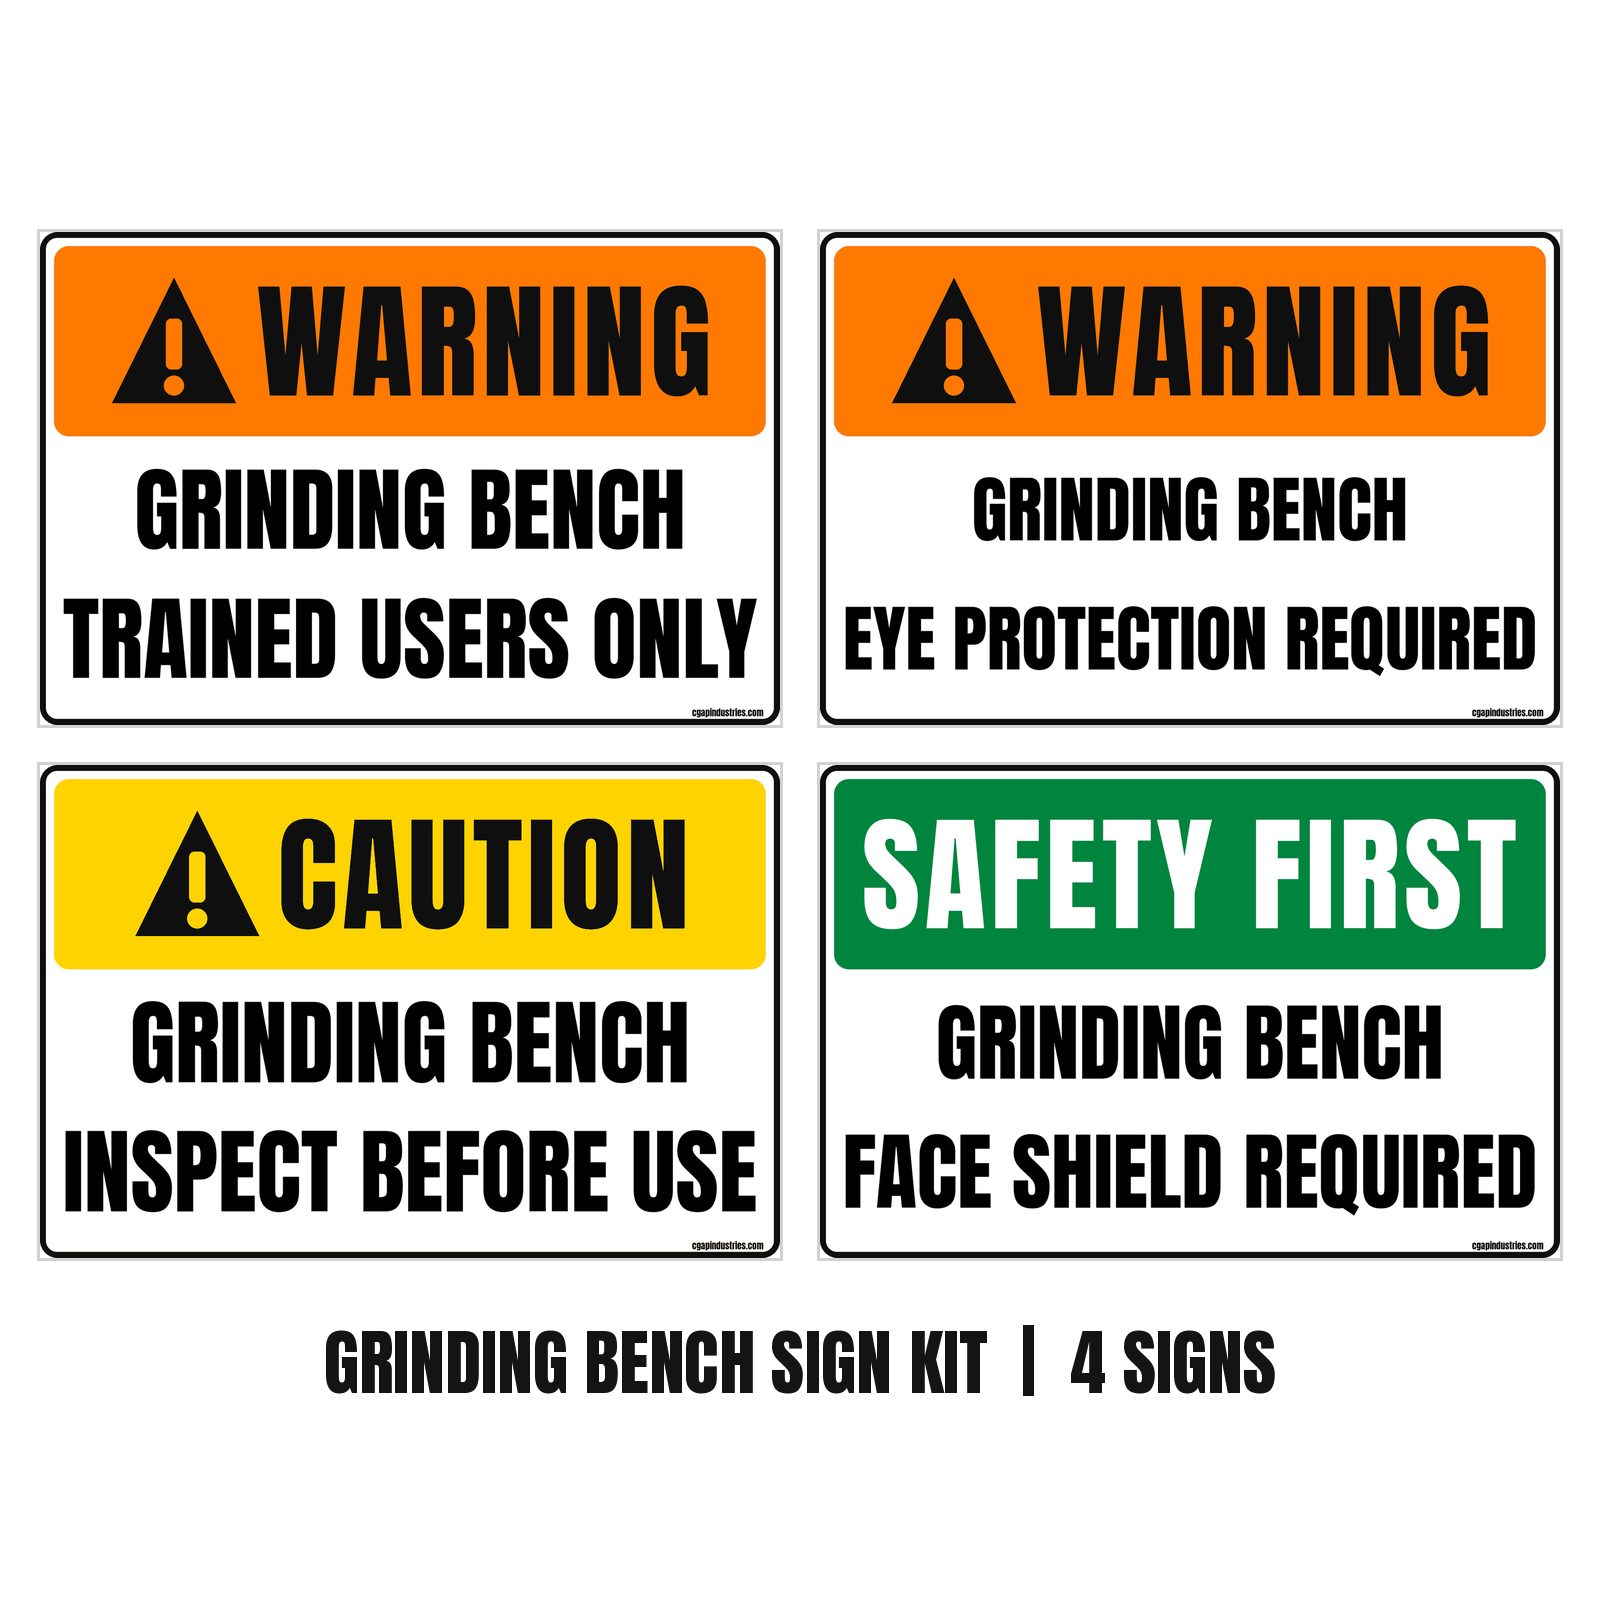 WARNING
GRINDING BENCH
TRAINED USERS ONLY
cgapindustries.com
WARNING
GRINDING BENCH
EYE PROTECTION REQUIRED
cgapindustries.com
CAUTION
GRINDING BENCH
INSPECT BEFORE USE
cgapindustries.com
SAFETY FIRST
GRINDING BENCH
FACE SHIELD REQUIRED
cgapindustries.com
GRINDING BENCH SIGN KIT | 4 SIGNS